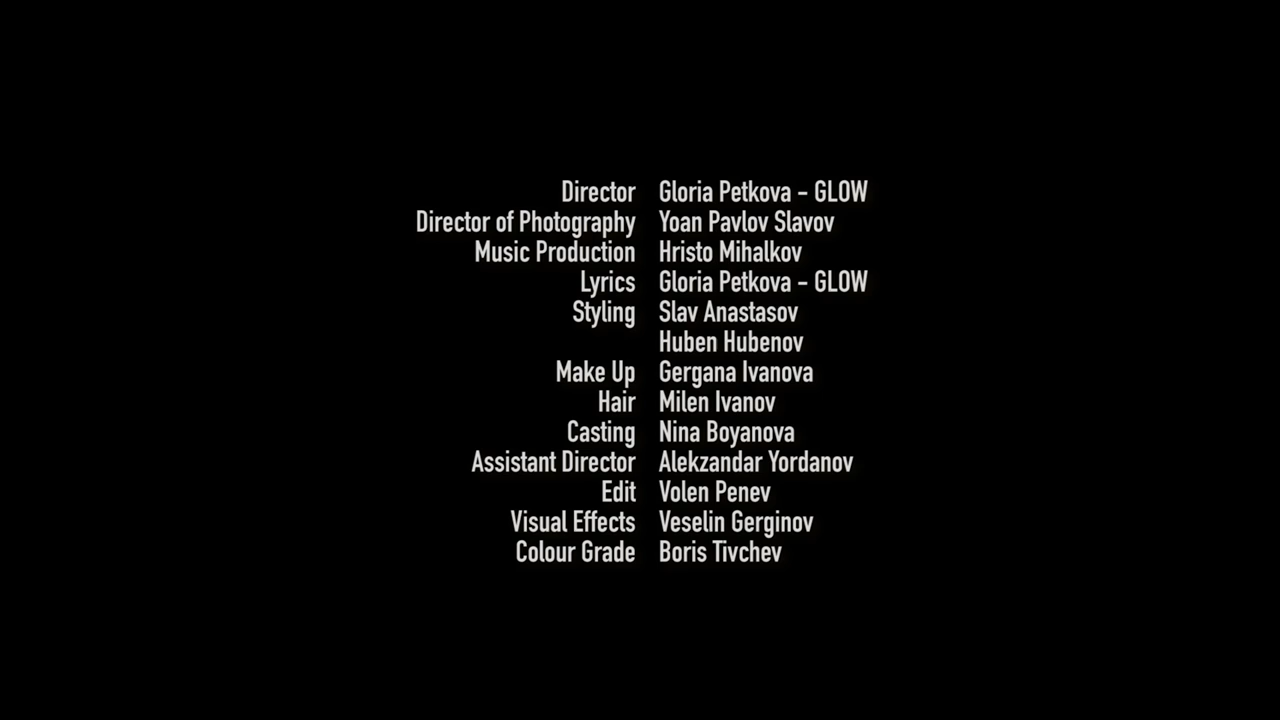 Director Gloria Petkova - GLOW
Director of Photography Yoan Pavlov Slavov
Music Production Hristo Mihalkov
Lyrics Gloria Petkova - GLOW
Styling Slav Anastasov
Huben Hubenov
Make Up Gergana Ivanova
Hair Milen Ivanov
Casting Nina Boyanova
Assistant Director Alekzandar Yordanov
Edit Volen Penev
Visual Effects Veselin Gerginov
Colour Grade Boris Tivchev